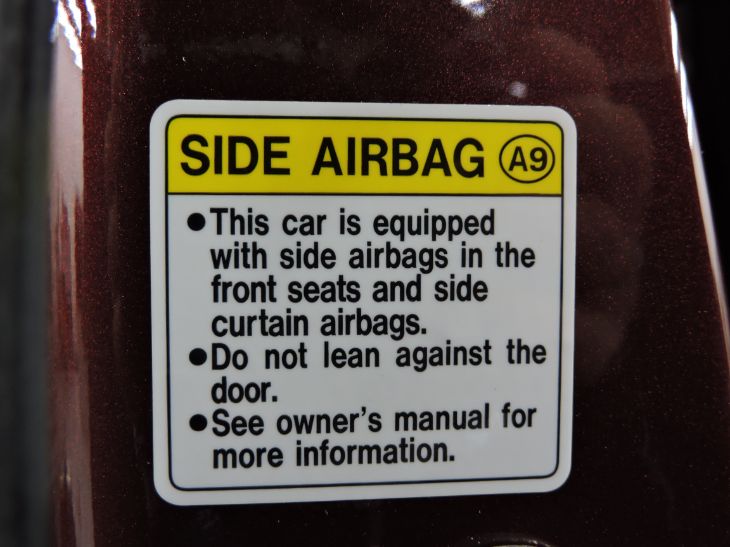 SIDE AIRBAG A9
●This car is equipped
with side airbags in the
front seats and side
curtain airbags.
●Do not lean against the
door.
●See owner's manual for
more information.